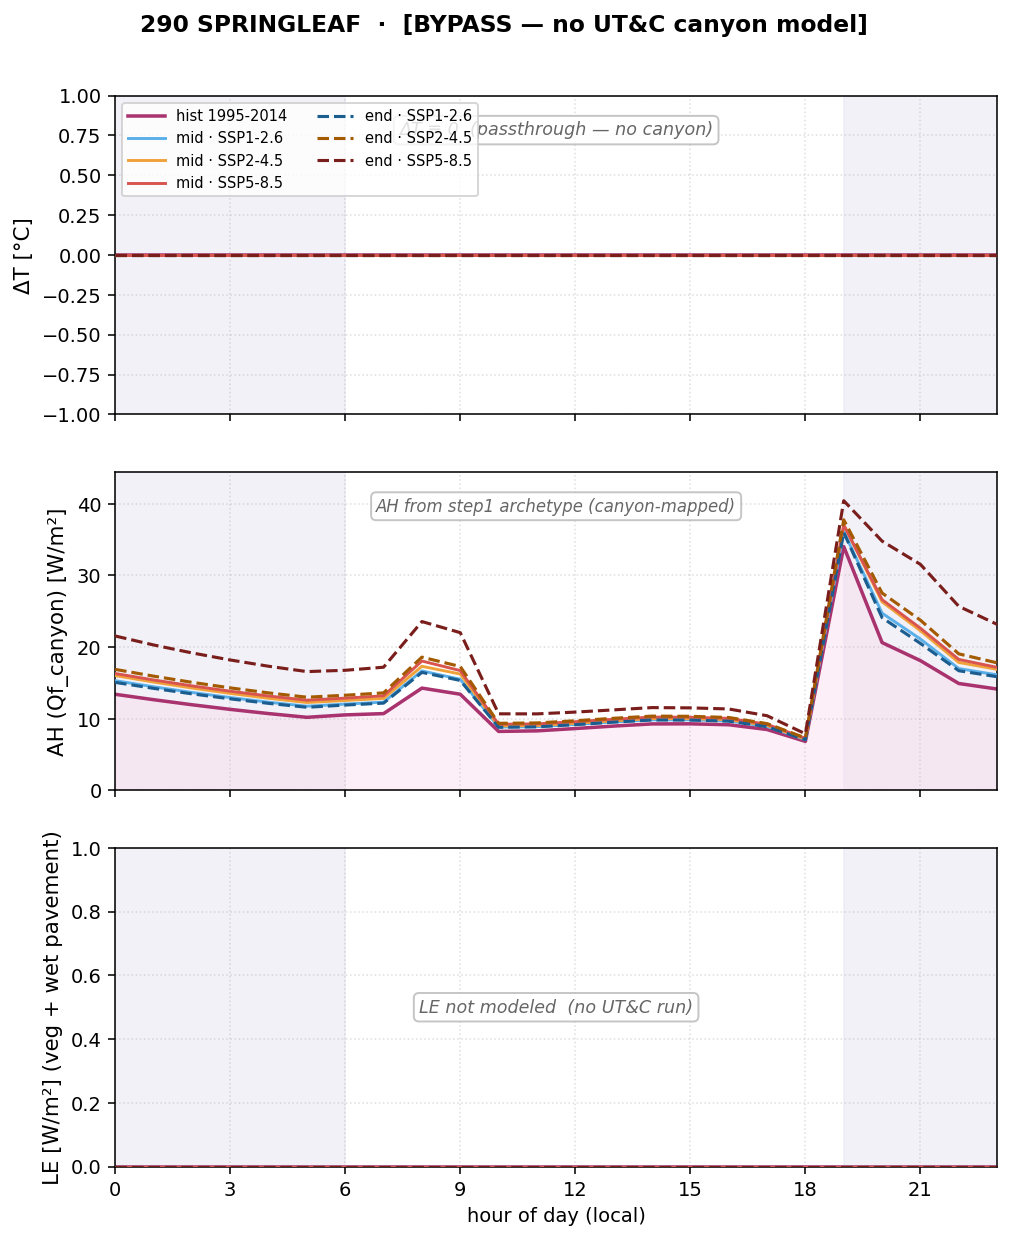 290 SPRINGLEAF · [BYPASS — no UT&C canyon model]
1.00
0.75
0.50
0.25
0.00
−0.25
−0.50
−0.75
−1.00
ΔT [°C]
hist 1995-2014
mid · SSP1-2.6
mid · SSP2-4.5
mid · SSP5-8.5
end · SSP1-2.6
end · SSP2-4.5
end · SSP5-8.5
(passthrough — no canyon)
40
30
20
10
0
AH (Qf_canyon) [W/m²]
AH from step1 archetype (canyon-mapped)
1.0
0.8
0.6
0.4
0.2
0.0
LE [W/m²] (veg + wet pavement)
LE not modeled (no UT&C run)
0 3 6 9 12 15 18 21
hour of day (local)